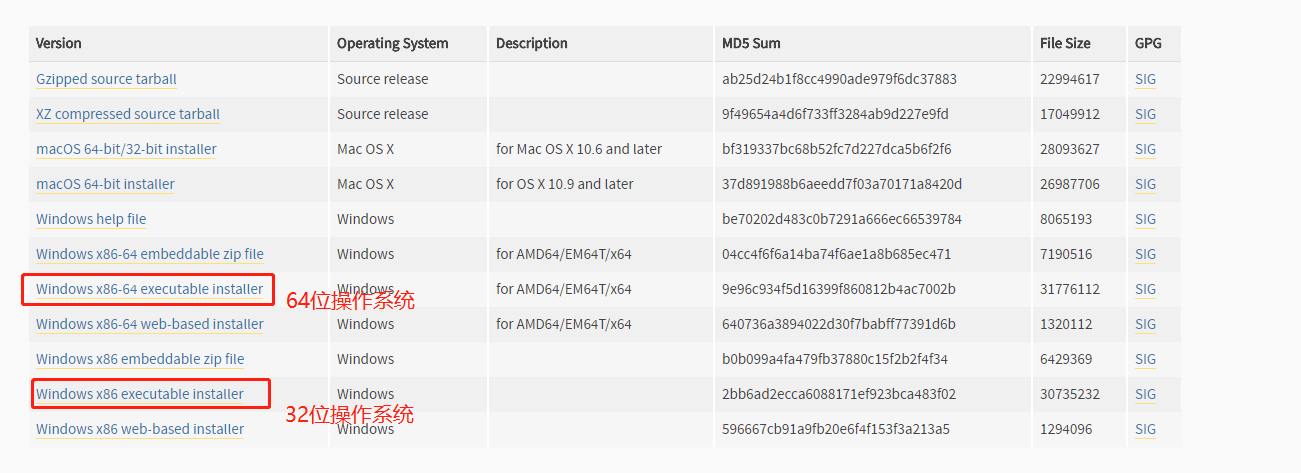 Version Operating System Description MD5 Sum File Size GPG
Gzipped source tarball Source release ab25d24b1f8cc4990ade979f6dc37883 22994617 SIG
XZ compressed source tarball Source release 9f49654a4d6f733ff3284ab9d227e9fd 17049912 SIG
macOS 64-bit/32-bit installer Mac OS X for Mac OS X 10.6 and later bf319337bc68b52fc7d227dca5b6f2f6 28093627 SIG
macOS 64-bit installer Mac OS X for OS X 10.9 and later 37d891988b6aeedd7f03a70171a8420d 26987706 SIG
Windows help file Windows be70202d483c0b7291a666ec66539784 8065193 SIG
Windows x86-64 embeddable zip file Windows for AMD64/EM64T/x64 04cc4f6f6a14ba74f6ae1a8b685ec471 7190516 SIG
Windows x86-64 executable installer Windows for AMD64/EM64T/x64 9e96c934f5d16399f860812b4ac7002b 31776112 SIG
64位操作系统
Windows x86-64 web-based installer Windows for AMD64/EM64T/x64 640736a3894022d30f7babff77391d6b 1320112 SIG
Windows x86 embeddable zip file Windows b0b099a4fa479fb37880c15f2b2f4f34 6429369 SIG
Windows x86 executable installer Windows 2bb6ad2ecca6088171ef923bca483f02 30735232 SIG
32位操作系统
Windows x86 web-based installer Windows 596667cb91a9fb20e6f4f153f3a213a5 1294096 SIG